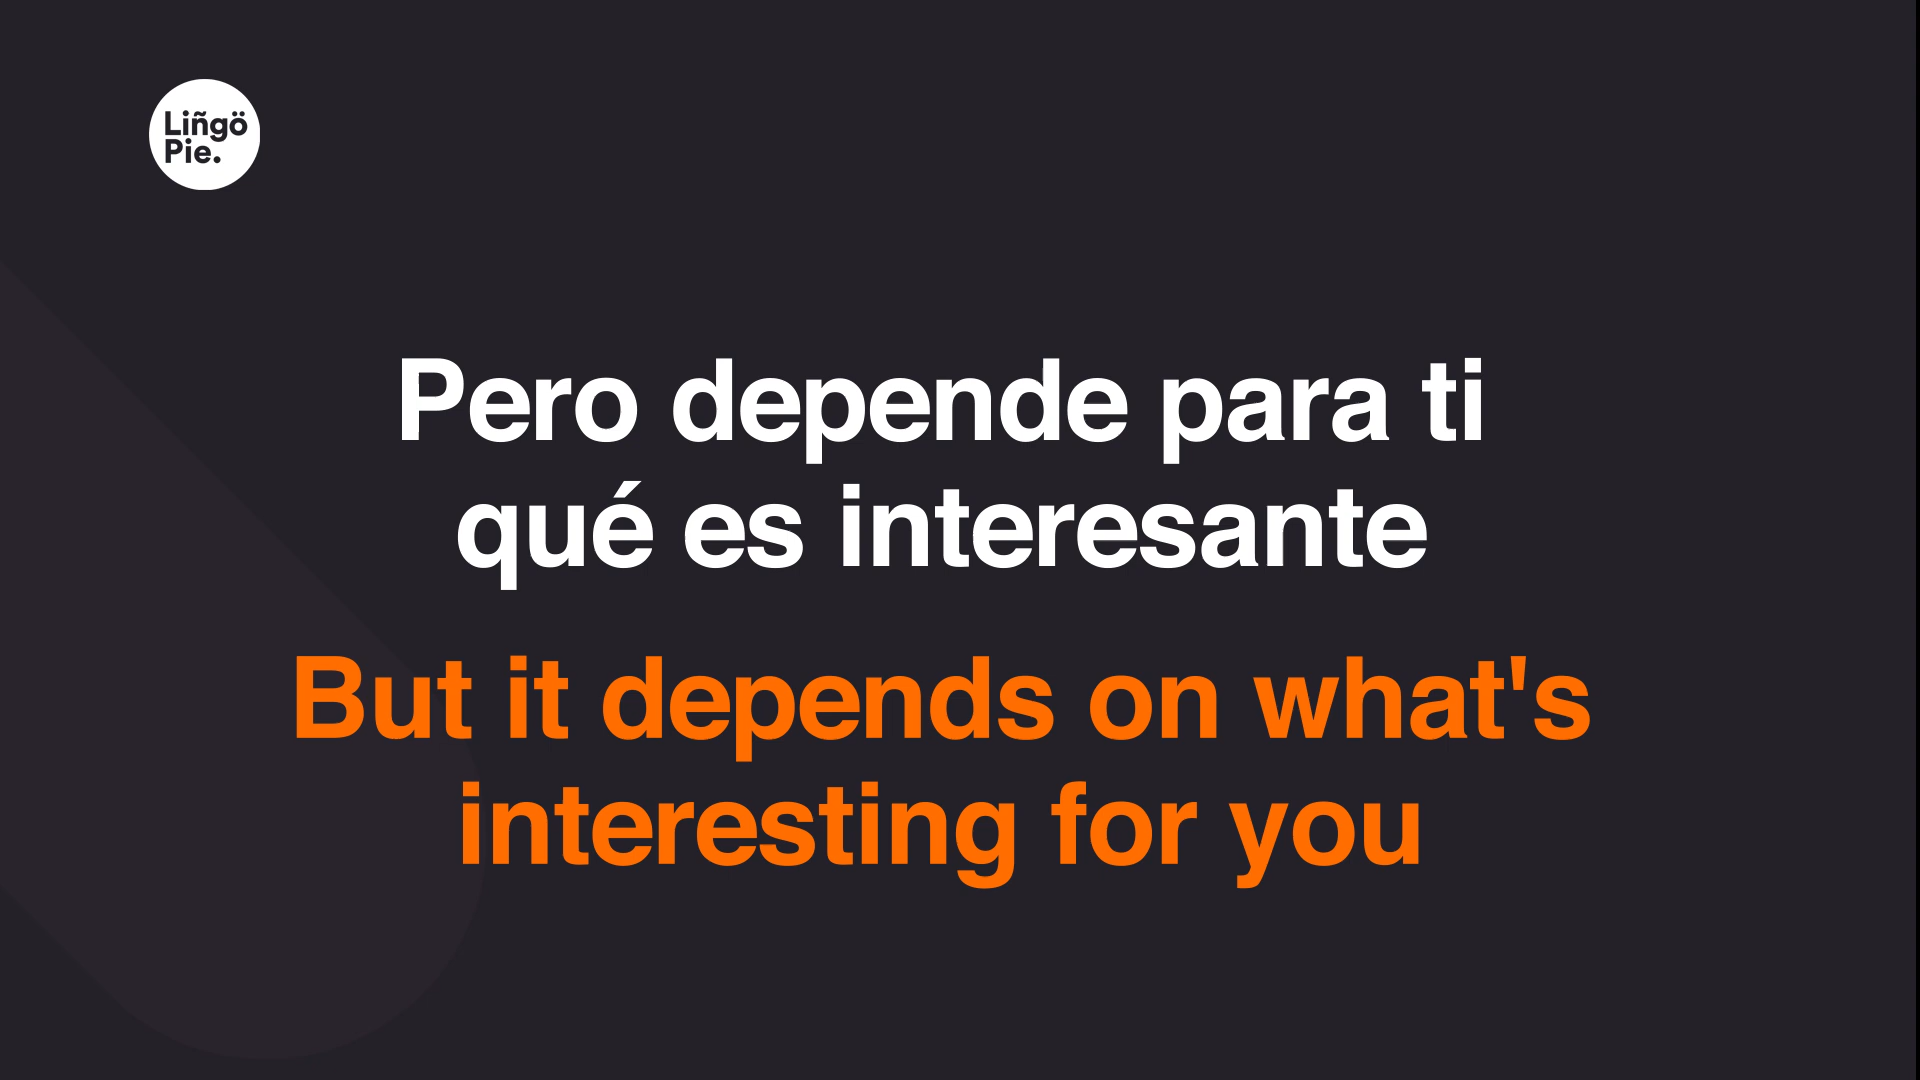 Liñgö
Pie.
Pero depende para ti
qué es interesante
But it depends on what's
interesting for you